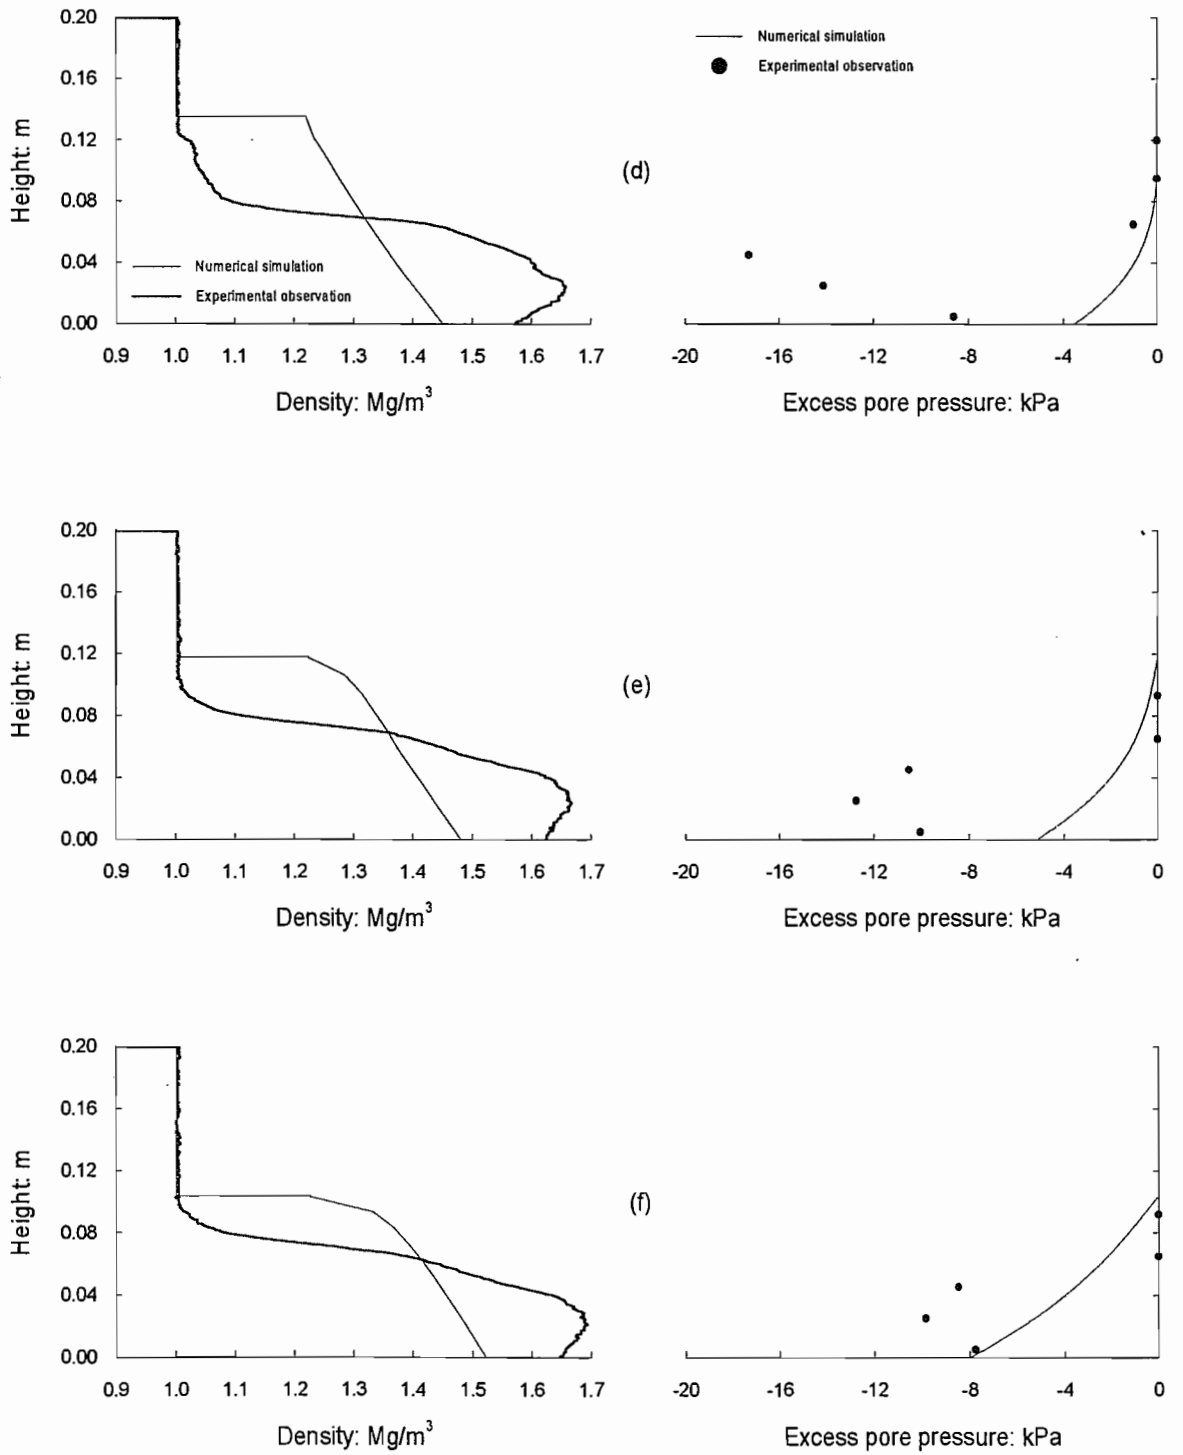 0.20
0.16
0.12
0.08
0.04
0.00
Height: m
Numerical simulation
Experimental observation
0.9 1.0 1.1 1.2 1.3 1.4 1.5 1.6 1.7
Density: Mg/m³
(d)
Numerical simulation
Experimental observation
-20 -16 -12 -8 -4 0
Excess pore pressure: kPa
0.20
0.16
0.12
0.08
0.04
0.00
Height: m
0.9 1.0 1.1 1.2 1.3 1.4 1.5 1.6 1.7
Density: Mg/m³
(e)
-20 -16 -12 -8 -4 0
Excess pore pressure: kPa
0.20
0.16
0.12
0.08
0.04
0.00
Height: m
0.9 1.0 1.1 1.2 1.3 1.4 1.5 1.6 1.7
Density: Mg/m³
(f)
-20 -16 -12 -8 -4 0
Excess pore pressure: kPa